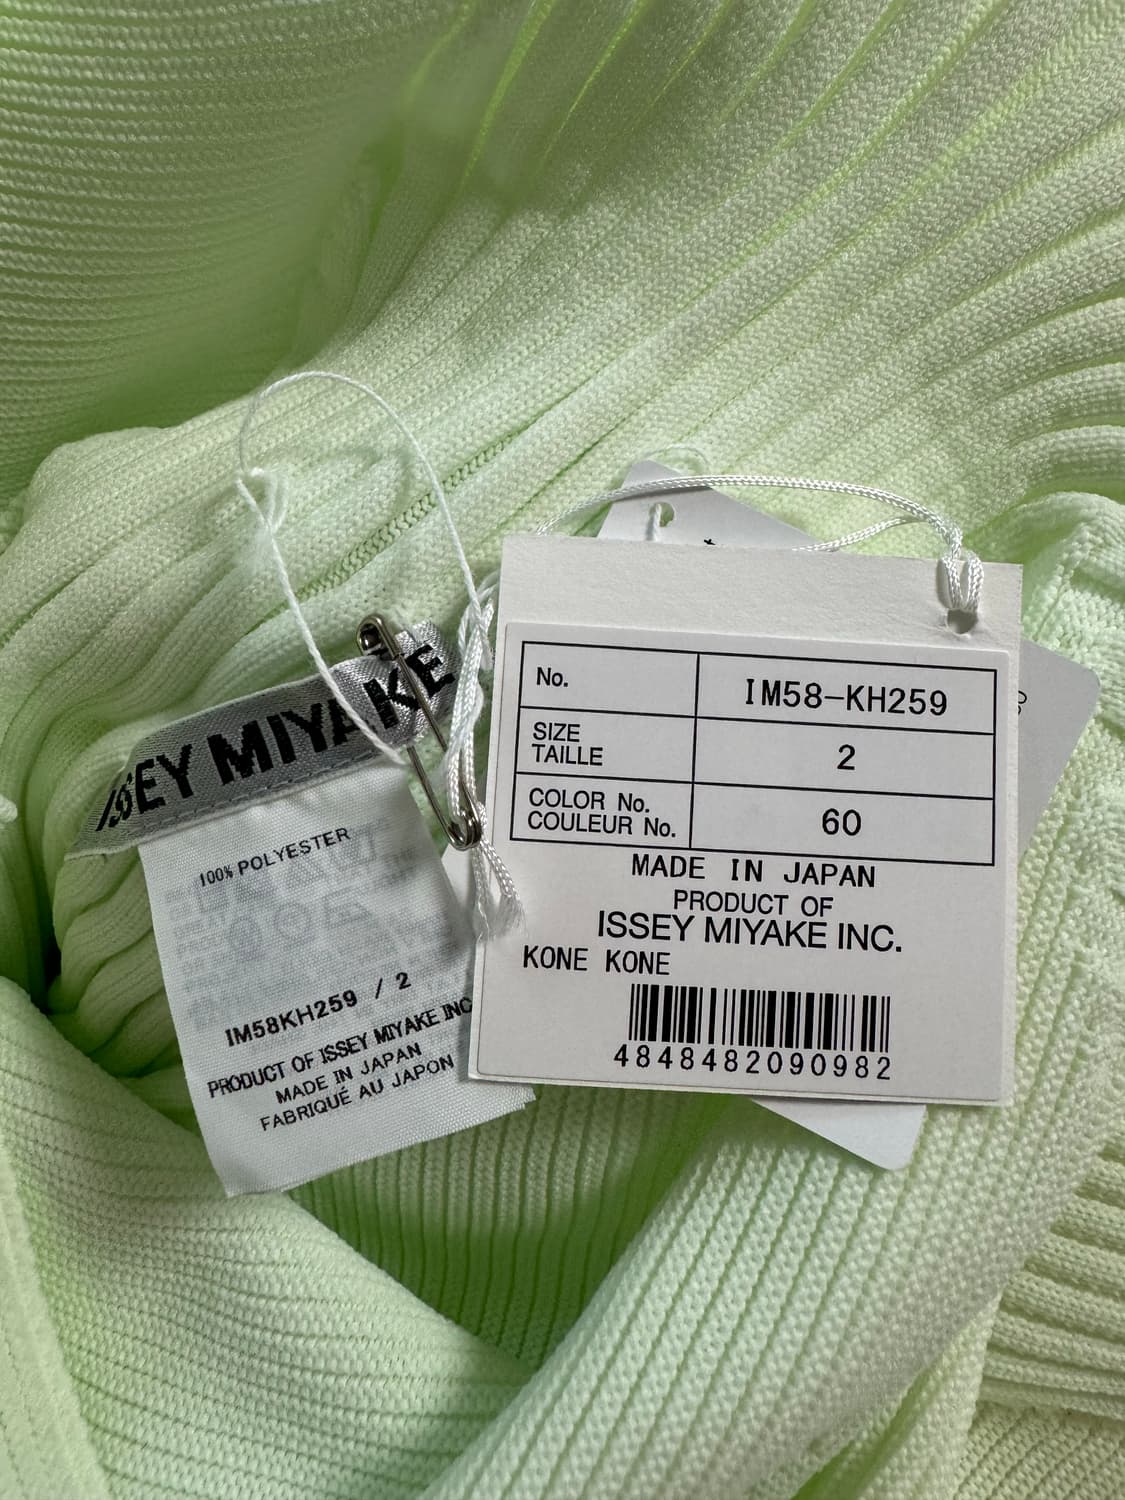 ISSEY MIYAKE
100% POLYESTER
IM58KH259 / 2
PRODUCT OF ISSEY MIYAKE INC
MADE IN JAPAN
FABRIQUÉ AU JAPON
No. IM58-KH259
SIZE
TAILLE 2
COLOR No.
COULEUR No. 60
MADE IN JAPAN
PRODUCT OF
ISSEY MIYAKE INC.
KONE KONE
4848482090982